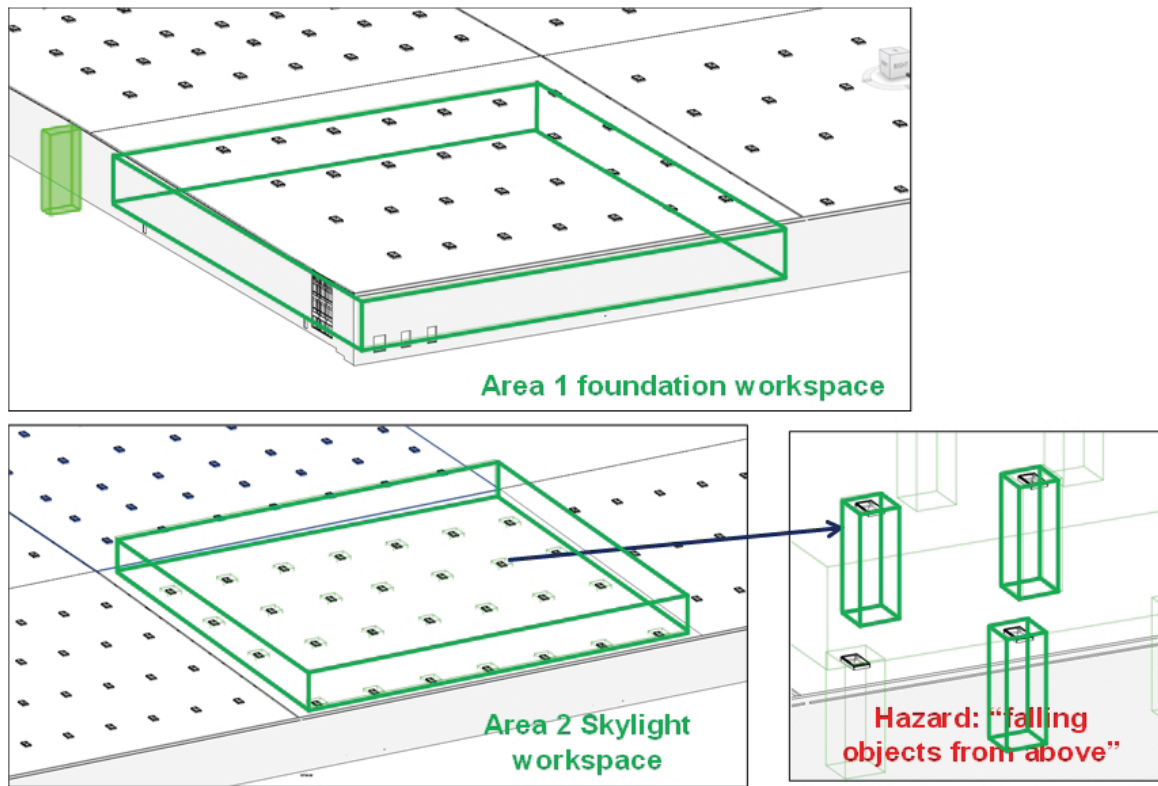 Area 1 foundation workspace
Area 2 Skylight
workspace
Hazard: “falling
objects from above”